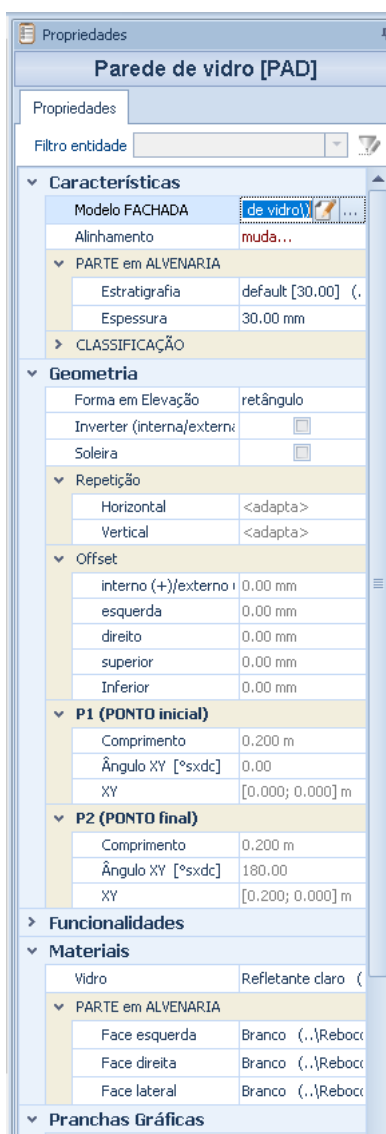 Propriedades
Parede de vidro [PAD]
Propriedades
Filtro entidade
Características
Modelo FACHADA de vidro\) ...
Alinhamento muda...
PARTE em ALVENARIA
Estratigrafia default [30.00] (.
Espessura 30.00 mm
CLASSIFICAÇÃO
Geometria
Forma em Elevação retângulo
Inverter (interna/externa
Soleira
Repetição
Horizontal <adapta>
Vertical <adapta>
Offset
interno (+)/externo ( 0.00 mm
esquerda 0.00 mm
direito 0.00 mm
superior 0.00 mm
Inferior 0.00 mm
P1 (PONTO inicial)
Comprimento 0.200 m
Ângulo XY [°sxdc] 0.00
XY [0.000; 0.000] m
P2 (PONTO final)
Comprimento 0.200 m
Ângulo XY [°sxdc] 180.00
XY [0.200; 0.000] m
Funcionalidades
Materiais
Vidro Refletante claro (
PARTE em ALVENARIA
Face esquerda Branco (..\Reboco
Face direita Branco (..\Reboco
Face lateral Branco (..\Reboco
Pranchas Gráficas